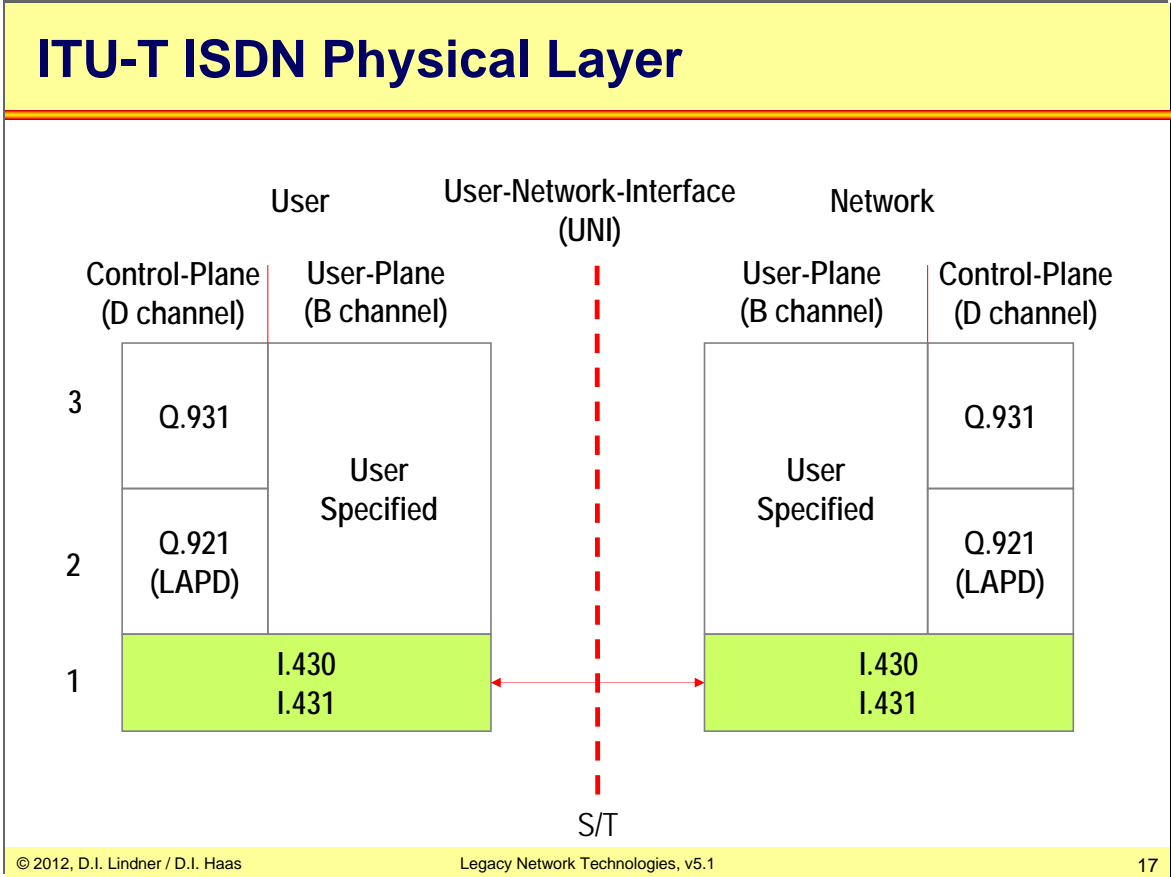 ITU-T ISDN Physical Layer
User
User-Network-Interface
(UNI)
Network
Control-Plane
(D channel)
User-Plane
(B channel)
User-Plane
(B channel)
Control-Plane
(D channel)
3
Q.931
User
Specified
User
Specified
Q.931
2
Q.921
(LAPD)
Q.921
(LAPD)
1
I.430
I.431
I.430
I.431
S/T
© 2012, D.I. Lindner / D.I. Haas
Legacy Network Technologies, v5.1
17